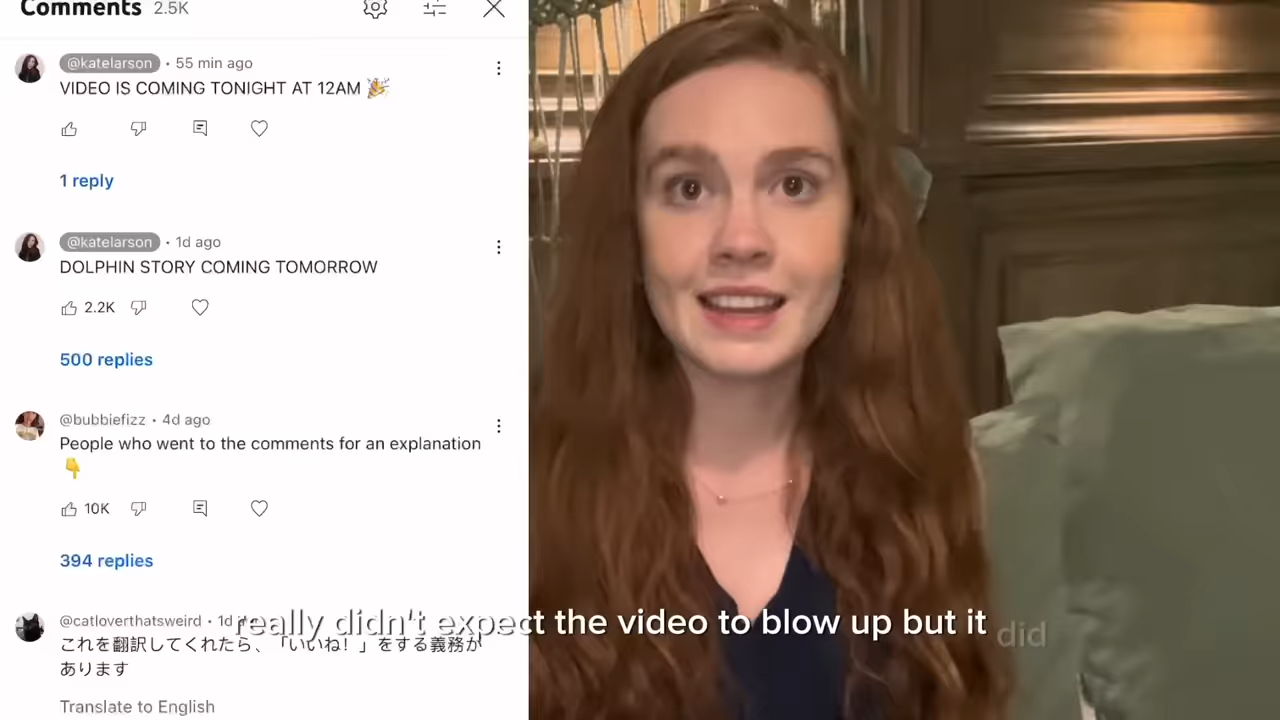 Comments 2.5K
@katelarson • 55 min ago
VIDEO IS COMING TONIGHT AT 12AM 🎉
1 reply
@katelarson • 1d ago
DOLPHIN STORY COMING TOMORROW
2.2K
500 replies
@bubbiefizz • 4d ago
People who went to the comments for an explanation
👇
10K
394 replies
@catloverthatsweird • 1d
really didn't expect the video to blow up but it did
これを翻訳してくれたら、「いいね！」をする義務が
あります
Translate to English